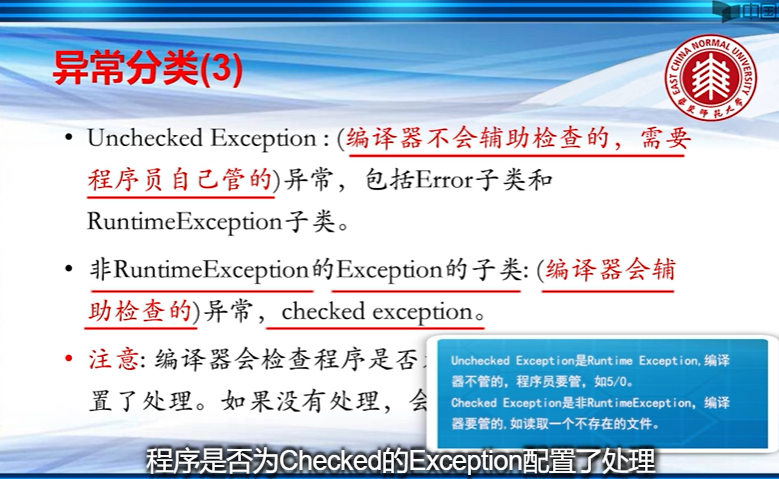 中国
异常分类(3)
EAST CHINA NORMAL UNIVERSITY
华东师范大学
• Unchecked Exception : (编译器不会辅助检查的，需要
程序员自己管的)异常，包括Error子类和
RuntimeException子类。
• 非RuntimeException的Exception的子类: (编译器会辅
助检查的)异常，checked exception。
• 注意: 编译器会检查程序是否
置了处理。如果没有处理，会
Unchecked Exception是Runtime Exception,编译
器不管的，程序员要管，如5/0。
Checked Exception是非RuntimeException，编译
器要管的,如读取一个不存在的文件。
程序是否为Checked的Exception配置了处理